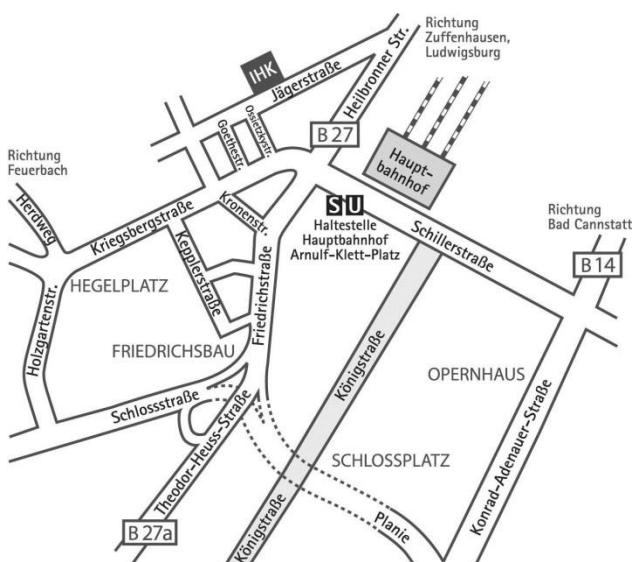 Richtung
Zuffenhausen,
Ludwigsburg
IHK
Jägerstraße
Heilbronner Str.
Ossietzkystr.
Goethestr.
B 27
Haupt-
bahnhof
Richtung
Feuerbach
Herdweg
Kriegsbergstraße
Kronenstr.
S U
Haltestelle
Hauptbahnhof
Arnulf-Klett-Platz
Schillerstraße
Richtung
Bad Cannstatt
B 14
Kepplerstraße
Friedrichstraße
HEGELPLATZ
Holzgartenstr.
FRIEDRICHSBAU
Königstraße
OPERNHAUS
Schlossstraße
Theodor-Heuss-Straße
SCHLOSSPLATZ
Konrad-Adenauer-Straße
Planie
B 27a
Königstraße